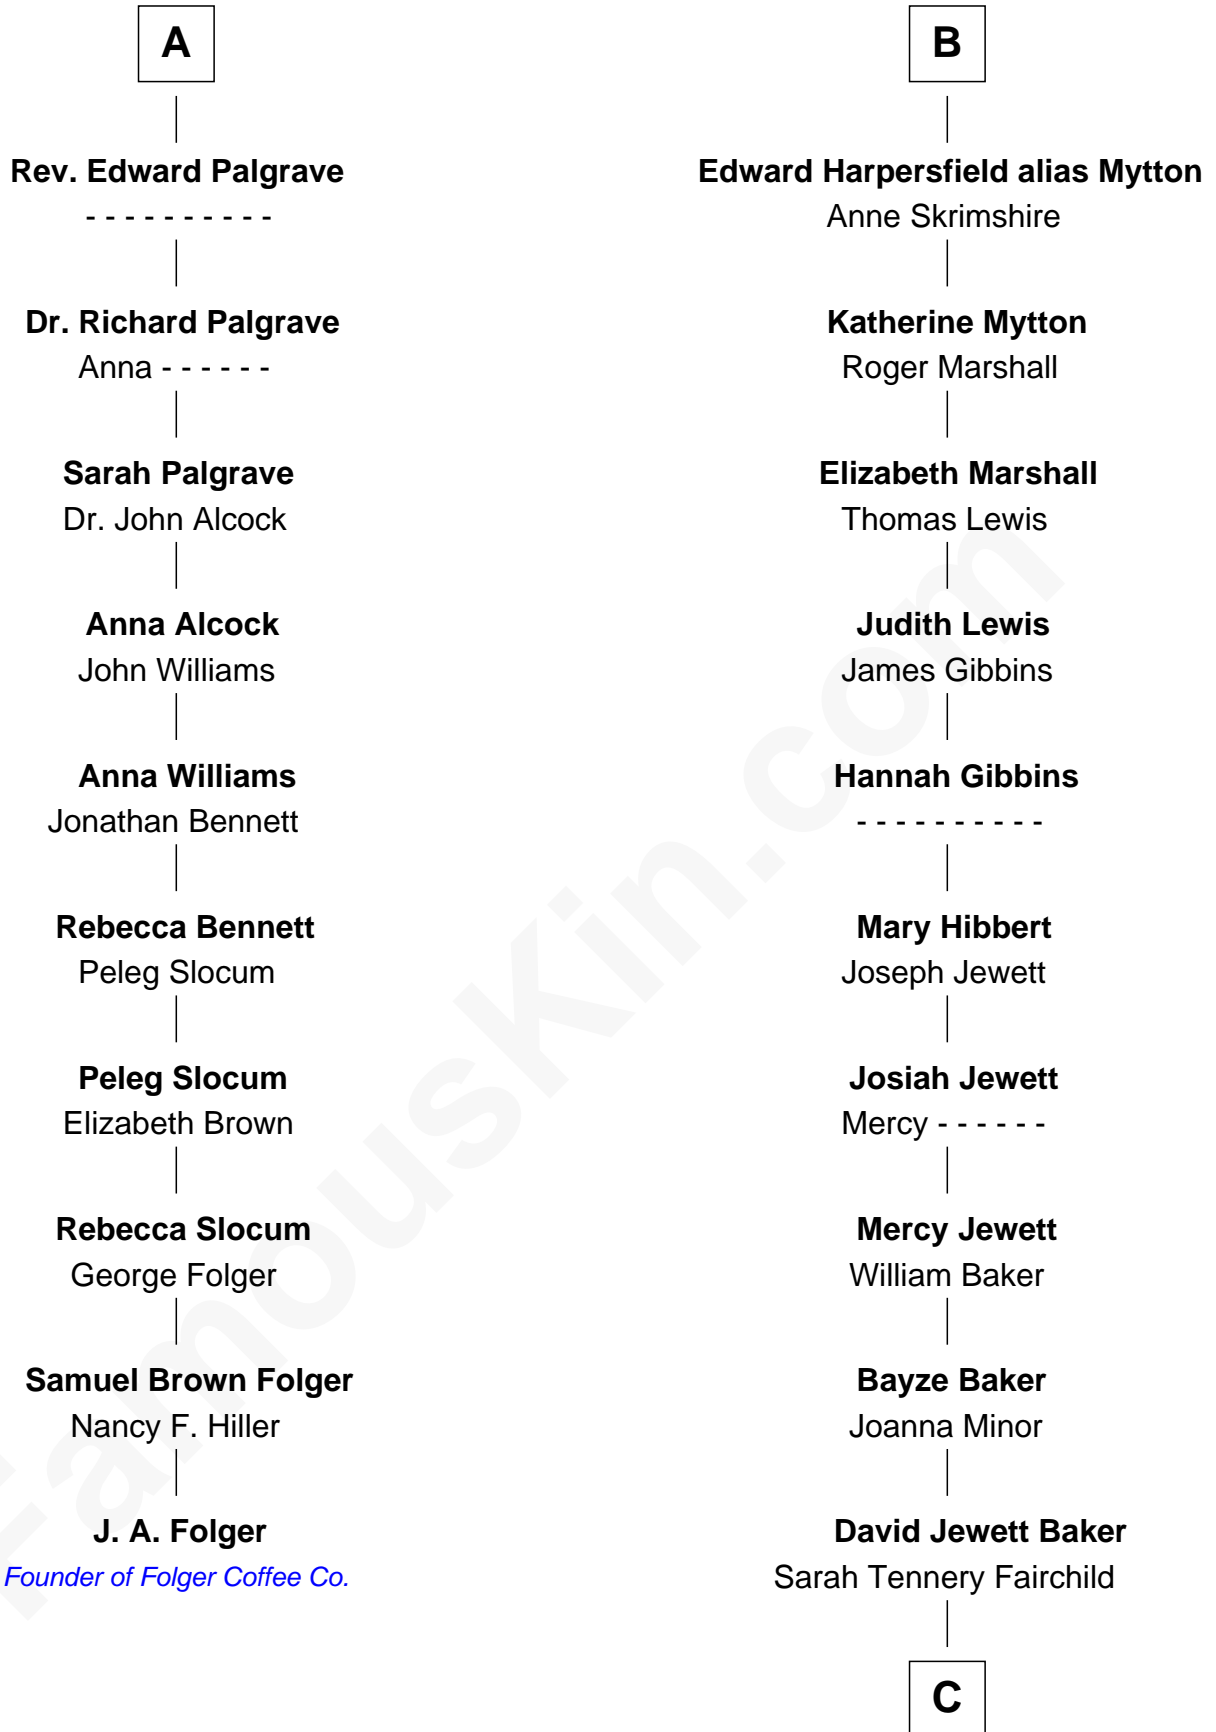 A
Rev. Edward Palgrave
- - - - - - - - - -
Dr. Richard Palgrave
Anna - - - - - -
Sarah Palgrave
Dr. John Alcock
Anna Alcock
John Williams
Anna Williams
Jonathan Bennett
Rebecca Bennett
Peleg Slocum
Peleg Slocum
Elizabeth Brown
Rebecca Slocum
George Folger
Samuel Brown Folger
Nancy F. Hiller
J. A. Folger
Founder of Folger Coffee Co.
B
Edward Harpersfield alias Mytton
Anne Skrimshire
Katherine Mytton
Roger Marshall
Elizabeth Marshall
Thomas Lewis
Judith Lewis
James Gibbins
Hannah Gibbins
- - - - - - - - - -
Mary Hibbert
Joseph Jewett
Josiah Jewett
Mercy - - - - - -
Mercy Jewett
William Baker
Bayze Baker
Joanna Minor
David Jewett Baker
Sarah Tennery Fairchild
C
FamousKin.com